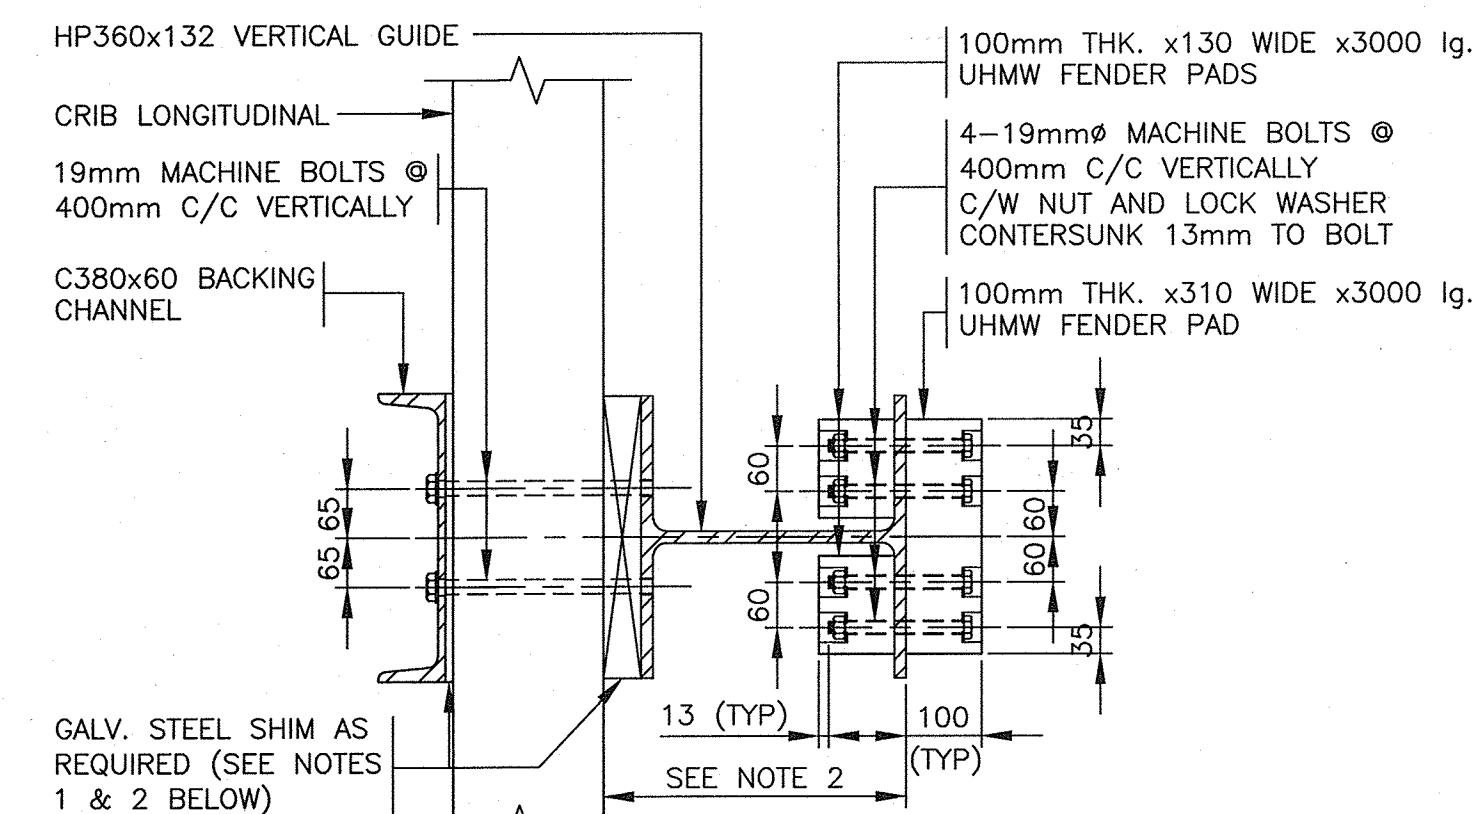 HP360x132 VERTICAL GUIDE
CRIB LONGITUDINAL
19mm MACHINE BOLTS @
400mm C/C VERTICALLY
C380x60 BACKING
CHANNEL
100mm THK. x130 WIDE x3000 lg.
UHMW FENDER PADS
4-19mmø MACHINE BOLTS @
400mm C/C VERTICALLY
C/W NUT AND LOCK WASHER
CONTERSUNK 13mm TO BOLT
100mm THK. x310 WIDE x3000 lg.
UHMW FENDER PAD
65
65
60
60
35
60
60
35
13 (TYP)
100
(TYP)
SEE NOTE 2
GALV. STEEL SHIM AS
REQUIRED (SEE NOTES
1 & 2 BELOW)